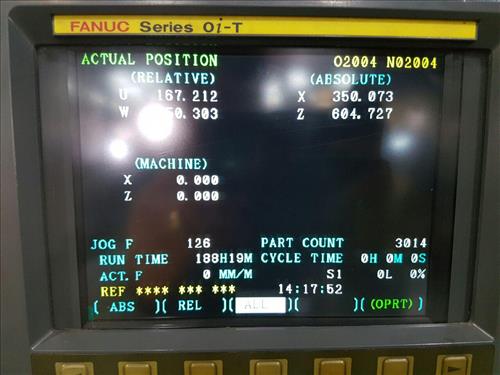 FANUC Series 0i-T
ACTUAL POSITION O2004 N02004
(RELATIVE) (ABSOLUTE)
U 167.212 X 350.073
W 50.303 Z 604.727
(MACHINE)
X 0.000
Z 0.000
JOG F 126 PART COUNT 3014
RUN TIME 188H19M CYCLE TIME 0H 0M 0S
ACT.F 0 MM/M S1 0L 0%
REF **** *** *** 14:17:52
( ABS )( REL )( ALL )( )( (OPRT) )